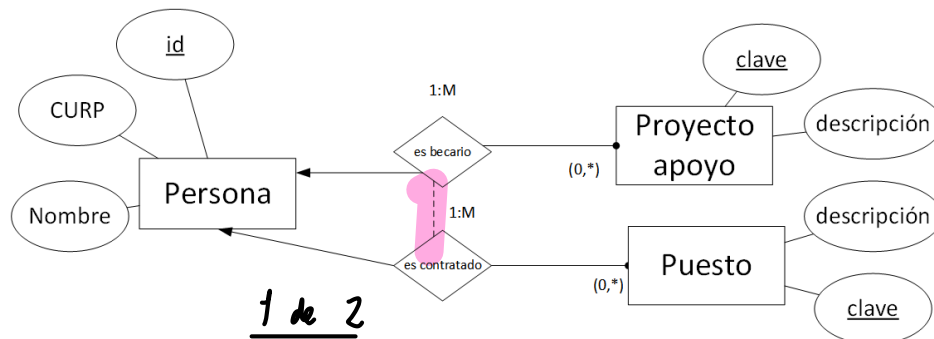 id
CURP
Nombre
Persona
1:M
es becario
(0,*)
Proyecto
apoyo
clave
descripción
1:M
es contratado
(0,*)
Puesto
descripción
clave
1 de 2